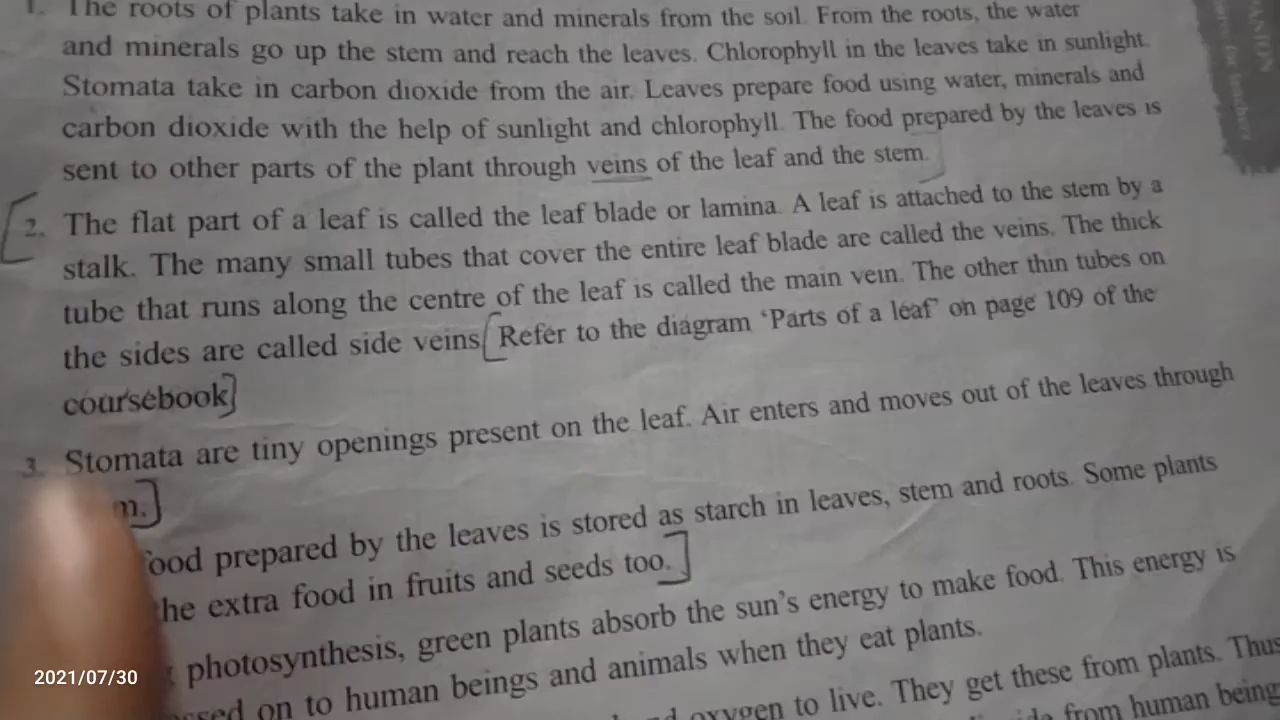 1. The roots of plants take in water and minerals from the soil. From the roots, the water
and minerals go up the stem and reach the leaves. Chlorophyll in the leaves take in sunlight.
Stomata take in carbon dioxide from the air. Leaves prepare food using water, minerals and
carbon dioxide with the help of sunlight and chlorophyll. The food prepared by the leaves is
sent to other parts of the plant through veins of the leaf and the stem.
2. The flat part of a leaf is called the leaf blade or lamina. A leaf is attached to the stem by a
stalk. The many small tubes that cover the entire leaf blade are called the veins. The thick
tube that runs along the centre of the leaf is called the main vein. The other thin tubes on
the sides are called side veins. [Refer to the diagram ‘Parts of a leaf’ on page 109 of the
coursebook]
3. Stomata are tiny openings present on the leaf. Air enters and moves out of the leaves through
m.]
food prepared by the leaves is stored as starch in leaves, stem and roots. Some plants
the extra food in fruits and seeds too.]
photosynthesis, green plants absorb the sun’s energy to make food. This energy is
on to human beings and animals when they eat plants.
oxygen to live. They get these from plants. Thus
from human being
2021/07/30